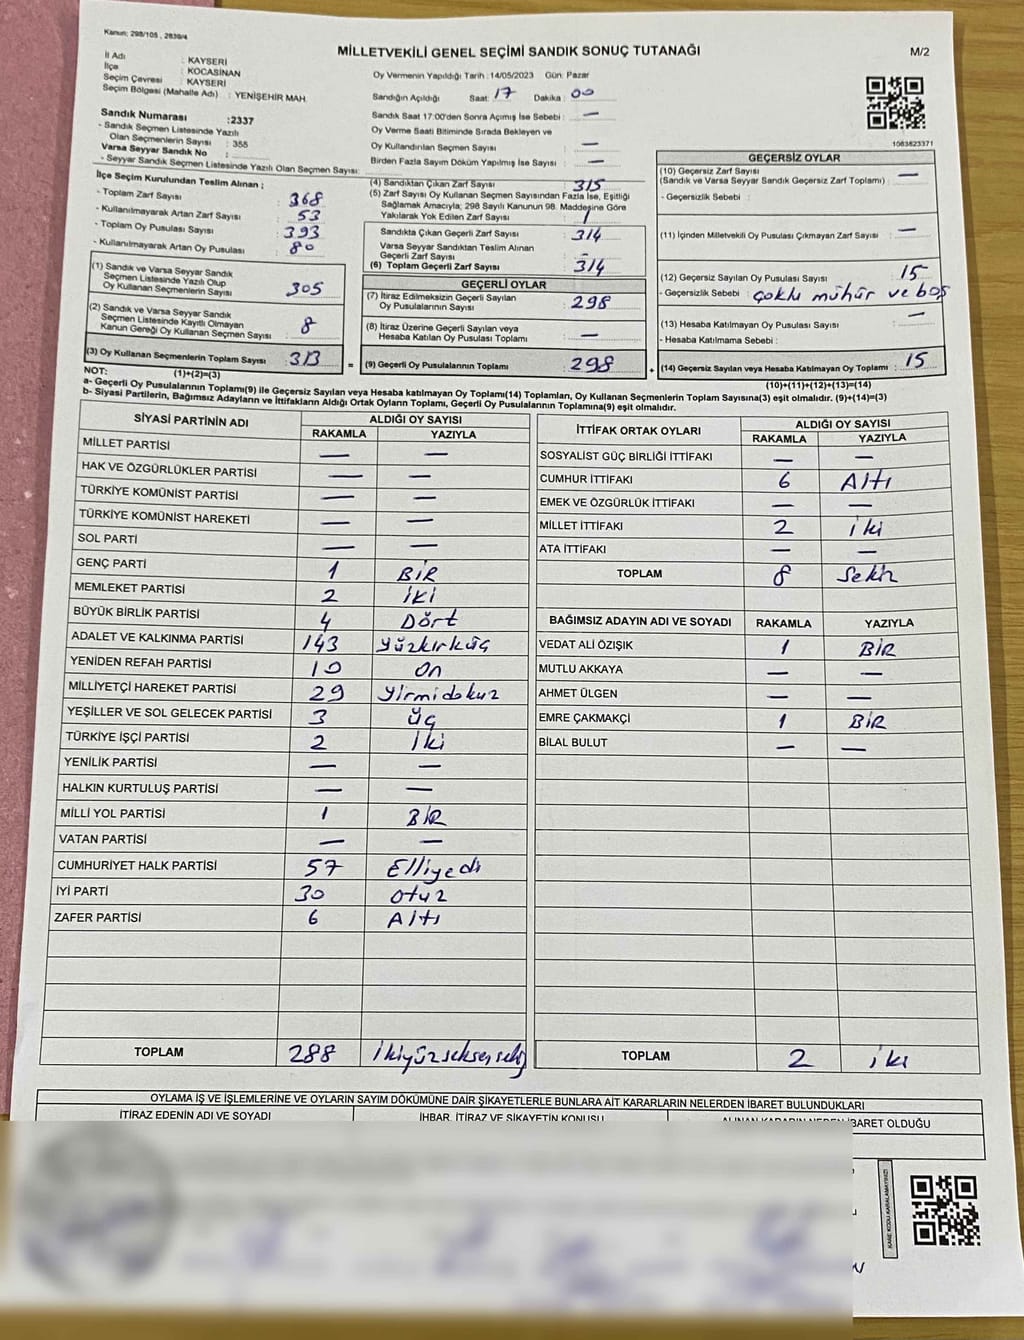 Kanun; 298/105 , 2839/4
MİLLETVEKİLİ GENEL SEÇİMİ SANDIK SONUÇ TUTANAĞI
M/2
İl Adı : KAYSERİ
İlçe : KOCASİNAN
Seçim Çevresi : KAYSERİ
Seçim Bölgesi (Mahalle Adı) : YENİŞEHİR MAH.
Oy Vermenin Yapıldığı Tarih : 14/05/2023 Gün: Pazar
Sandığın Açıldığı Saat: 17 Dakika : 00
Sandık Saat 17:00'den Sonra Açımış İse Sebebi : —
Oy Verme Saati Bitiminde Sırada Bekleyen ve
Oy Kullandırılan Seçmen Sayısı : —
Birden Fazla Sayım Döküm Yapılmış İse Sayısı : —
Sandık Numarası :2337
- Sandık Seçmen Listesinde Yazılı
Olan Seçmenlerin Sayısı : 355
Varsa Seyyar Sandık No :
- Seyyar Sandık Seçmen Listesinde Yazılı Olan Seçmen Sayısı:
1063623371
İlçe Seçim Kurulundan Teslim Alınan ;
- Toplam Zarf Sayısı : 368
- Kullanılmayarak Artan Zarf Sayısı : 53
- Toplam Oy Pusulası : 393
- Kullanılmayarak Artan Oy Pusulası : 80
(1) Sandık ve Varsa Seyyar Sandık
Seçmen Listesinde Yazılı Olup
Oy Kullanan Seçmenlerin Sayısı : 305
(2) Sandık ve Varsa Seyyar Sandık
Seçmen Listesinde Kayıtlı Olmayan
Kanun Gereği Oy Kullanan Seçmen Sayısı : 8
(3) Oy Kullanan Seçmenlerin Toplam Sayısı : 313
(1)+(2)=(3)
(4) Sandıktan Çıkan Zarf Sayısı : 315
(5) Zarf Sayısı Oy Kullanan Seçmen Sayısından Fazla İse, Eşitliği
Sağlamak Amacıyla; 298 Sayılı Kanunun 98. Maddesine Göre
Yakılarak Yok Edilen Zarf Sayısı : 1
Sandıkta Çıkan Geçerli Zarf Sayısı : 314
Varsa Seyyar Sandıktan Teslim Alınan
Geçerli Zarf Sayısı : —
(6) Toplam Geçerli Zarf Sayısı : 314
GEÇERLİ OYLAR
(7) İtiraz Edilmeksizin Geçerli Sayılan
Oy Pusulalarının Sayısı : 298
(8) İtiraz Üzerine Geçerli Sayılan veya
Hesaba Katılan Oy Pusulası Toplamı : —
= (9) Geçerli Oy Pusulalarının Toplamı : 298
GEÇERSİZ OYLAR
(10) Geçersiz Zarf Sayısı
(Sandık ve Varsa Seyyar Sandık Geçersiz Zarf Toplamı) : —
- Geçersizlik Sebebi :
(11) İçinden Milletvekili Oy Pusulası Çıkmayan Zarf Sayısı : —
(12) Geçersiz Sayılan Oy Pusulası Sayısı : 15
- Geçersizlik Sebebi : çoklu mühür ve boş
(13) Hesaba Katılmayan Oy Pusulası Sayısı : —
- Hesaba Katılmama Sebebi :
+ (14) Geçersiz Sayılan veya Hesaba Katılmayan Oy Toplamı : 15
(10)+(11)+(12)+(13)=(14)
NOT:
a- Geçerli Oy Pusulalarının Toplamı(9) ile Geçersiz Sayılan veya Hesaba katılmayan Oy Toplamı(14) Toplamları, Oy Kullanan Seçmenlerin Toplam Sayısına(3) eşit olmalıdır. (9)+(14)=(3)
b- Siyasi Partilerin, Bağımsız Adayların ve İttifakların Aldığı Ortak Oyların Toplamı, Geçerli Oy Pusulalarının Toplamına(9) eşit olmalıdır.
SİYASİ PARTİNİN ADI ALDIĞI OY SAYISI
RAKAMLA YAZIYLA
MİLLET PARTİSİ — —
HAK VE ÖZGÜRLÜKLER PARTİSİ — —
TÜRKİYE KOMÜNİST PARTİSİ — —
TÜRKİYE KOMÜNİST HAREKETİ — —
SOL PARTİ — —
GENÇ PARTİ 1 BİR
MEMLEKET PARTİSİ 2 İKİ
BÜYÜK BİRLİK PARTİSİ 4 Dört
ADALET VE KALKINMA PARTİSİ 143 Yüzkırküç
YENİDEN REFAH PARTİSİ 10 On
MİLLİYETÇİ HAREKET PARTİSİ 29 Yirmidokuz
YEŞİLLER VE SOL GELECEK PARTİSİ 3 Üç
TÜRKİYE İŞÇİ PARTİSİ 2 İki
YENİLİK PARTİSİ — —
HALKIN KURTULUŞ PARTİSİ — —
MİLLİ YOL PARTİSİ 1 BİR
VATAN PARTİSİ — —
CUMHURİYET HALK PARTİSİ 57 Elliyedi
İYİ PARTİ 30 otuz
ZAFER PARTİSİ 6 Altı
TOPLAM 288 İkiyüzseksensekiz
İTTİFAK ORTAK OYLARI ALDIĞI OY SAYISI
RAKAMLA YAZIYLA
SOSYALİST GÜÇ BİRLİĞİ İTTİFAKI — —
CUMHUR İTTİFAKI 6 Altı
EMEK VE ÖZGÜRLÜK İTTİFAKI — —
MİLLET İTTİFAKI 2 iki
ATA İTTİFAKI — —
TOPLAM 8 Sekiz
BAĞIMSIZ ADAYIN ADI VE SOYADI RAKAMLA YAZIYLA
VEDAT ALİ ÖZIŞIK 1 BİR
MUTLU AKKAYA — —
AHMET ÜLGEN — —
EMRE ÇAKMAKÇİ 1 BİR
BİLAL BULUT — —
TOPLAM 2 iki
OYLAMA İŞ VE İŞLEMLERİNE VE OYLARIN SAYIM DÖKÜMÜNE DAİR ŞİKAYETLERLE BUNLARA AİT KARARLARIN NELERDEN İBARET BULUNDUKLARI
İTİRAZ EDENİN ADI VE SOYADI
İHBAR, İTİRAZ VE ŞİKAYETİN KONUSU
ALINAN KARARIN NEDEN İBARET OLDUĞU
KARE KODU KARALAMAYINIZ!